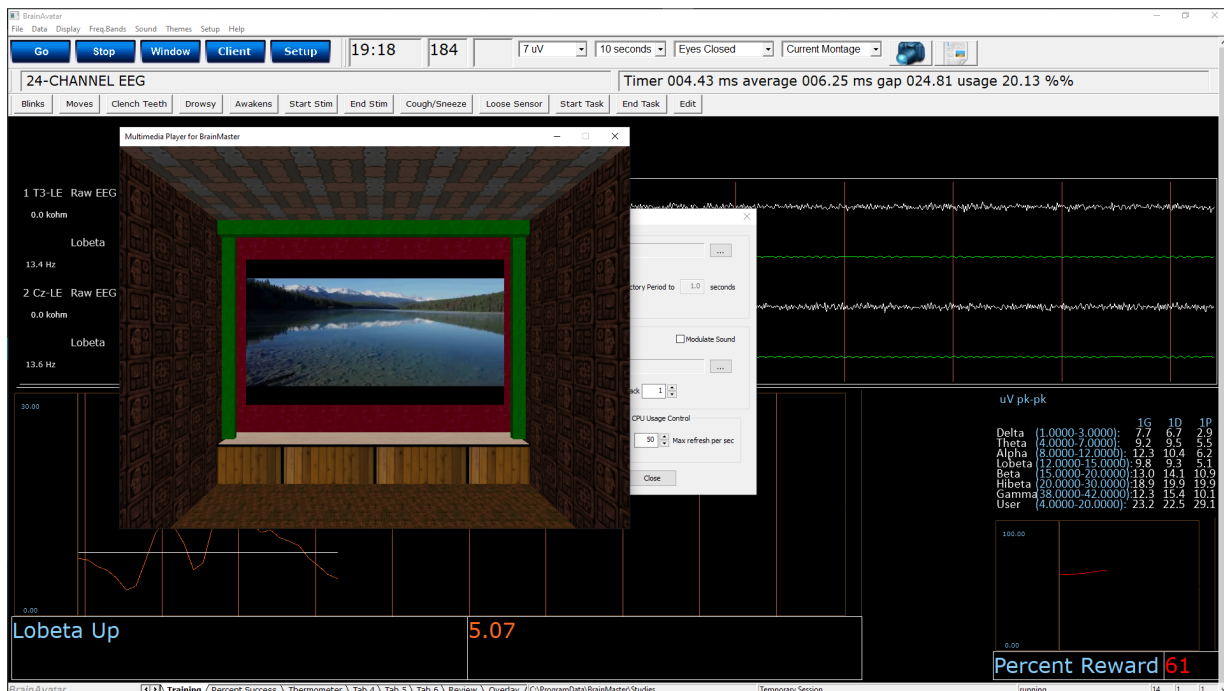 BrainAvatar
File Data Display Freq.Bands Sound Themes Setup Help
Go Stop Window Client Setup 19:18 184 7 uV 10 seconds Eyes Closed Current Montage
24-CHANNEL EEG Timer 004.43 ms average 006.25 ms gap 024.81 usage 20.13 %%
Blinks Moves Clench Teeth Drowsy Awakens Start Stim End Stim Cough/Sneeze Loose Sensor Start Task End Task Edit
Multimedia Player for BrainMaster
1 T3-LE Raw EEG
0.0 kohm
Lobeta
13.4 Hz
2 Cz-LE Raw EEG
0.0 kohm
Lobeta
13.6 Hz
...
ctory Period to 1.0 seconds
Modulate Sound
...
ack 1
CPU Usage Control
50 Max refresh per sec
Close
30.00
0.00
uV pk-pk
1G 1D 1P
Delta (1.0000-3.0000): 7.7 6.7 2.9
Theta (4.0000-7.0000): 9.2 9.5 5.5
Alpha (8.0000-12.0000): 12.3 10.4 6.2
Lobeta (12.0000-15.0000): 9.8 9.3 5.1
Beta (15.0000-20.0000): 13.0 14.1 10.9
Hibeta (20.0000-30.0000): 18.9 19.9 19.9
Gamma (38.0000-42.0000): 12.3 15.4 10.1
User (4.0000-20.0000): 23.2 22.5 29.1
100.00
0.00
Lobeta Up 5.07
Percent Reward 61
BrainAvatar Training Percent Success Thermometer Tab 4 Tab 5 Tab 6 Review Overlay C:\ProgramData\BrainMaster\Studies Temporary Session running 14 1 1